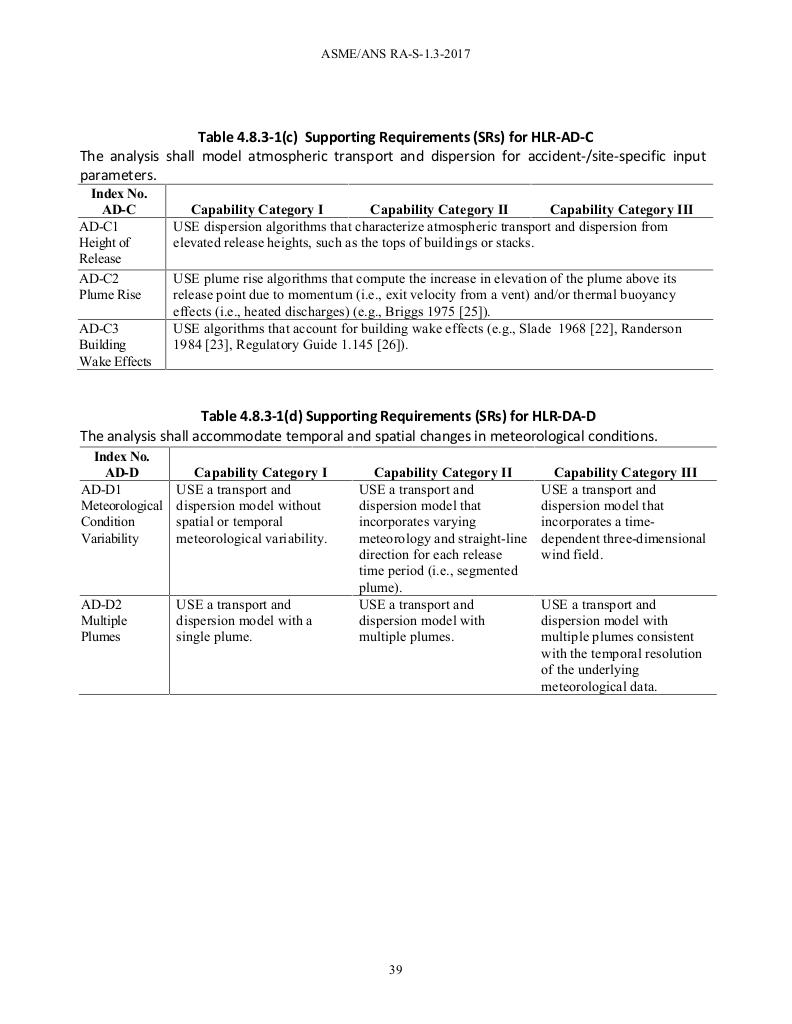 ASME/ANS RA-S-1.3-2017
Table 4.8.3-1(c) Supporting Requirements (SRs) for HLR-AD-C
The analysis shall model atmospheric transport and dispersion for accident-/site-specific input
parameters.
Index No.
AD-C Capability Category I Capability Category II Capability Category III
AD-C1
Height of
Release
USE dispersion algorithms that characterize atmospheric transport and dispersion from
elevated release heights, such as the tops of buildings or stacks.
AD-C2
Plume Rise
USE plume rise algorithms that compute the increase in elevation of the plume above its
release point due to momentum (i.e., exit velocity from a vent) and/or thermal buoyancy
effects (i.e., heated discharges) (e.g., Briggs 1975 [25]).
AD-C3
Building
Wake Effects
USE algorithms that account for building wake effects (e.g., Slade 1968 [22], Randerson
1984 [23], Regulatory Guide 1.145 [26]).
Table 4.8.3-1(d) Supporting Requirements (SRs) for HLR-DA-D
The analysis shall accommodate temporal and spatial changes in meteorological conditions.
Index No.
AD-D Capability Category I Capability Category II Capability Category III
AD-D1
Meteorological
Condition
Variability
USE a transport and
dispersion model without
spatial or temporal
meteorological variability.
USE a transport and
dispersion model that
incorporates varying
meteorology and straight-line
direction for each release
time period (i.e., segmented
plume).
USE a transport and
dispersion model that
incorporates a time-
dependent three-dimensional
wind field.
AD-D2
Multiple
Plumes
USE a transport and
dispersion model with a
single plume.
USE a transport and
dispersion model with
multiple plumes.
USE a transport and
dispersion model with
multiple plumes consistent
with the temporal resolution
of the underlying
meteorological data.
39